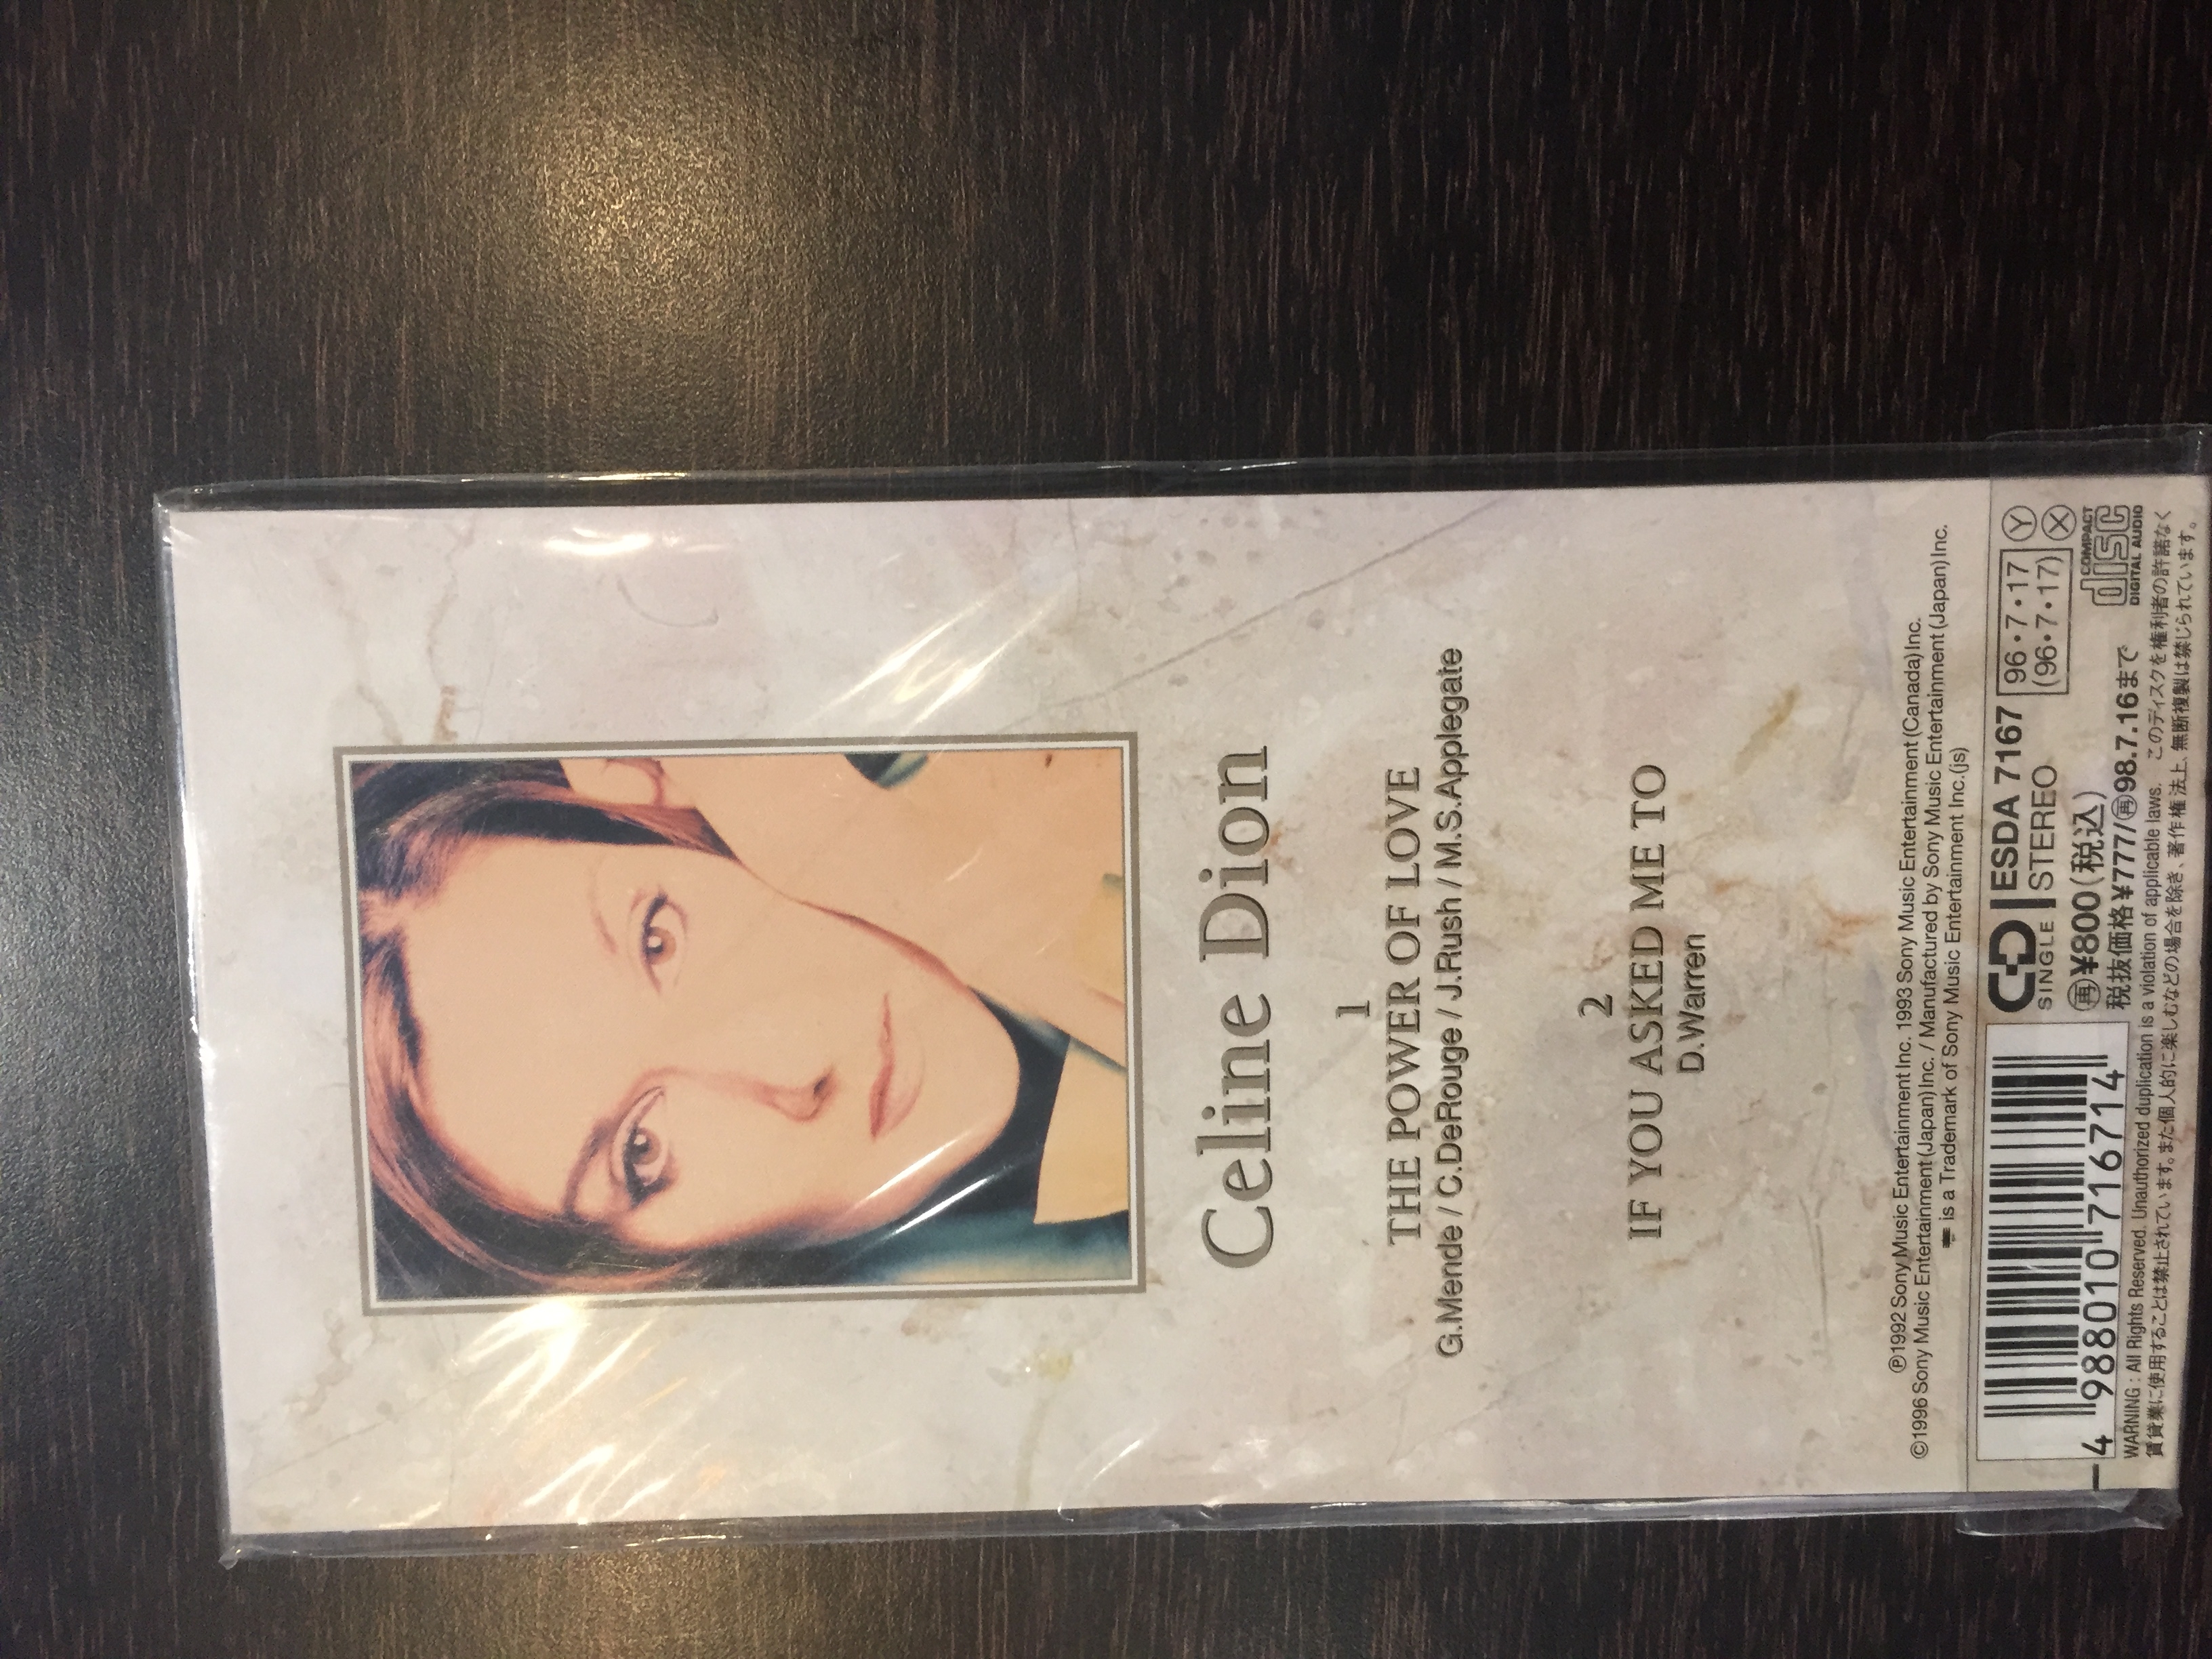 Celine Dion
1
THE POWER OF LOVE
G.Mende / C.DeRouge / J.Rush / M.S.Applegate
2
IF YOU ASKED ME TO
D.Warren
Ⓟ1992 Sony Music Entertainment Inc. 1993 Sony Music Entertainment (Canada) Inc.
©1996 Sony Music Entertainment (Japan) Inc. / Manufactured by Sony Music Entertainment (Japan) Inc.
is a Trademark of Sony Music Entertainment Inc. (js)
4 988010 716714
CD SINGLE
ESDA 7167
STEREO
96・7・17 Ⓨ
(96・7・17) Ⓧ
㊢¥800(税込)
税抜価格¥777/㊢98.7.16まで
COMPACT disc DIGITAL AUDIO
WARNING : All Rights Reserved. Unauthorized duplication is a violation of applicable laws. このディスクを権利者の許諾なく
賃貸業に使用することは禁止されています。また個人的に楽しむなどの場合を除き、著作権法上、無断複製は禁じられています。